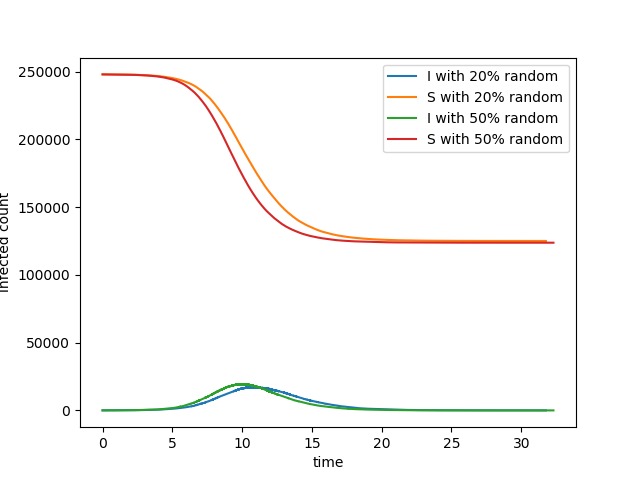 I with 20% random
S with 20% random
I with 50% random
S with 50% random
250000
200000
150000
100000
50000
0
infected count
0 5 10 15 20 25 30
time